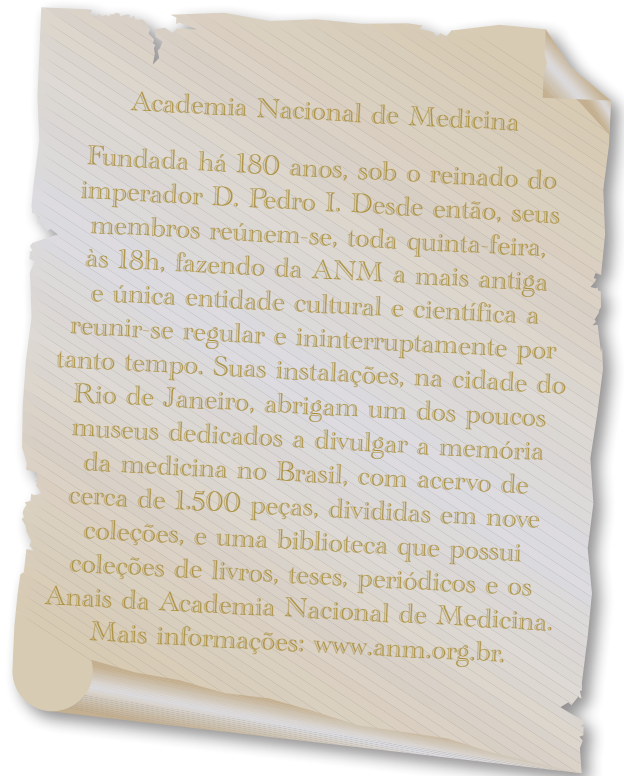 Academia Nacional de Medicina
Fundada há 180 anos, sob o reinado do
imperador D. Pedro I. Desde então, seus
membros reúnem-se, toda quinta-feira,
às 18h, fazendo da ANM a mais antiga
e única entidade cultural e científica a
reunir-se regular e ininterruptamente por
tanto tempo. Suas instalações, na cidade do
Rio de Janeiro, abrigam um dos poucos
museus dedicados a divulgar a memória
da medicina no Brasil, com acervo de
cerca de 1.500 peças, divididas em nove
coleções, e uma biblioteca que possui
coleções de livros, teses, periódicos e os
Anais da Academia Nacional de Medicina.
Mais informações: www.anm.org.br.